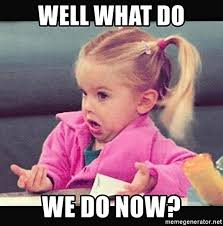 WELL WHAT DO
WE DO NOW?
memegenerator.net